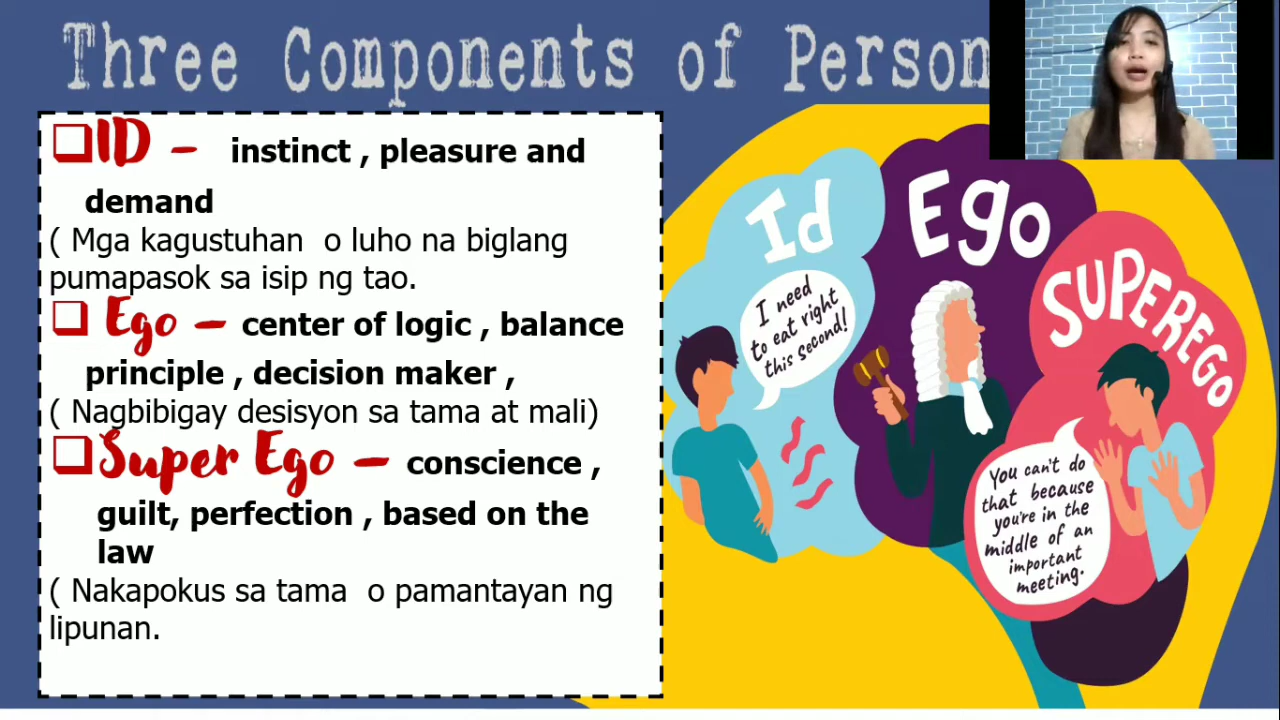 Three Components of Person
❑ID – instinct , pleasure and
demand
( Mga kagustuhan o luho na biglang
pumapasok sa isip ng tao.
❑ Ego – center of logic , balance
principle , decision maker ,
( Nagbibigay desisyon sa tama at mali)
❑Super Ego – conscience ,
guilt, perfection , based on the
law
( Nakapokus sa tama o pamantayan ng
lipunan.
Id
I need
to eat right
this second!
Ego
SUPEREGO
You can't do
that because
you're in the
middle of an
important
meeting.